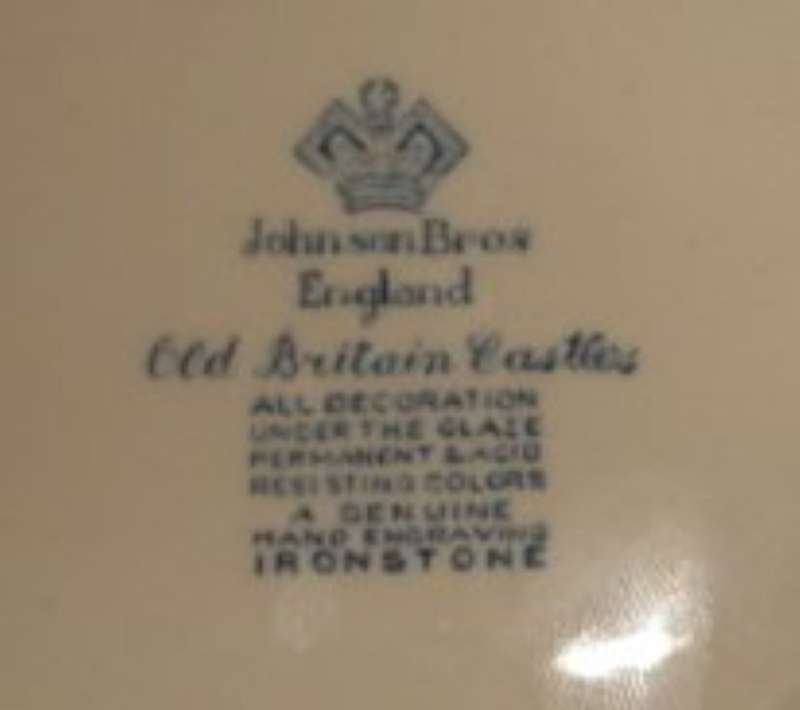 Johnson Bros
England
Old Britain Castles
ALL DECORATION
UNDER THE GLAZE
PERMANENT & ACID
RESISTING COLORS
A GENUINE
HAND ENGRAVING
IRONSTONE